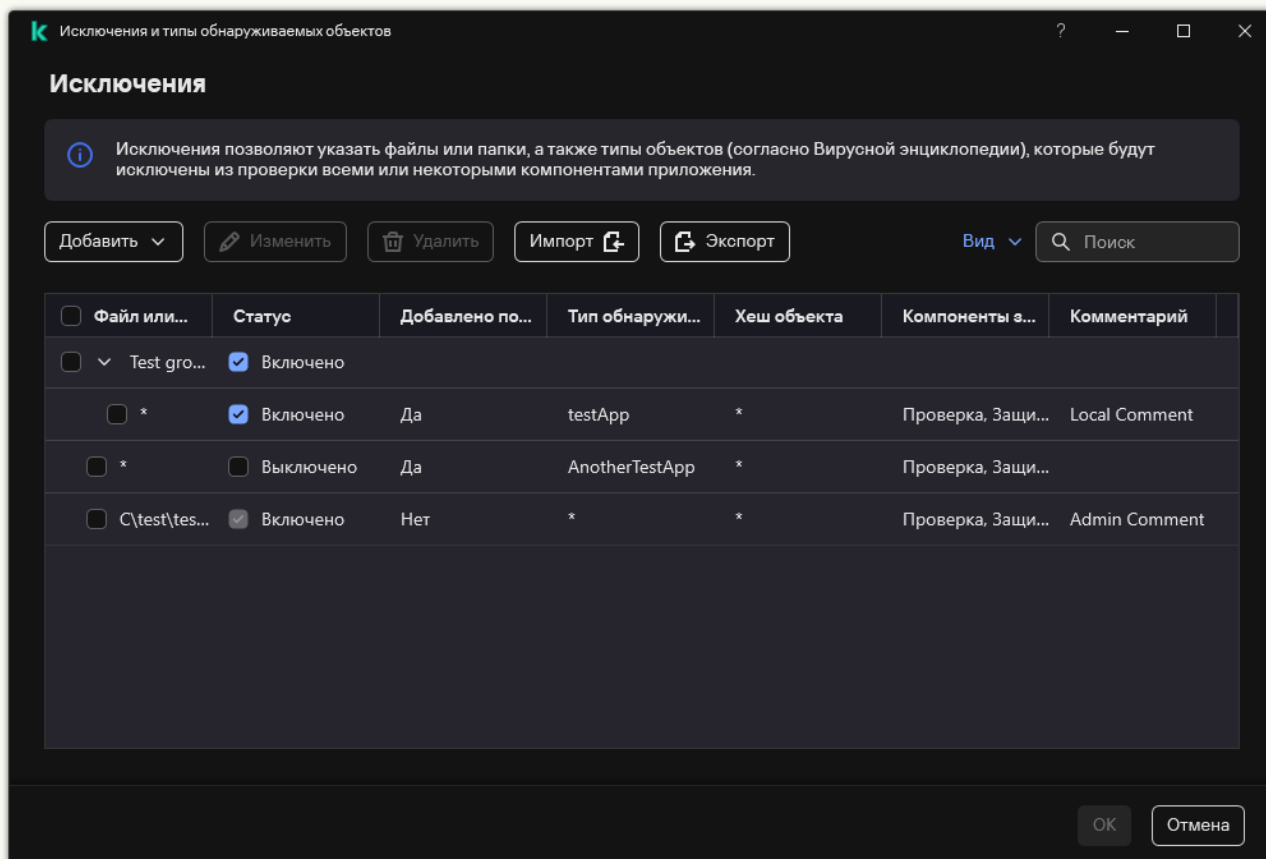 Исключения и типы обнаруживаемых объектов
?
Исключения
Исключения позволяют указать файлы или папки, а также типы объектов (согласно Вирусной энциклопедии), которые будут
исключены из проверки всеми или некоторыми компонентами приложения.
Добавить Изменить Удалить Импорт Экспорт Вид Поиск
Файл или... Статус Добавлено по... Тип обнаружи... Хеш объекта Компоненты з... Комментарий
Test gro... Включено
* Включено Да testApp * Проверка, Защи... Local Comment
* Выключено Да AnotherTestApp * Проверка, Защи...
C\test\tes... Включено Нет * * Проверка, Защи... Admin Comment
OK Отмена